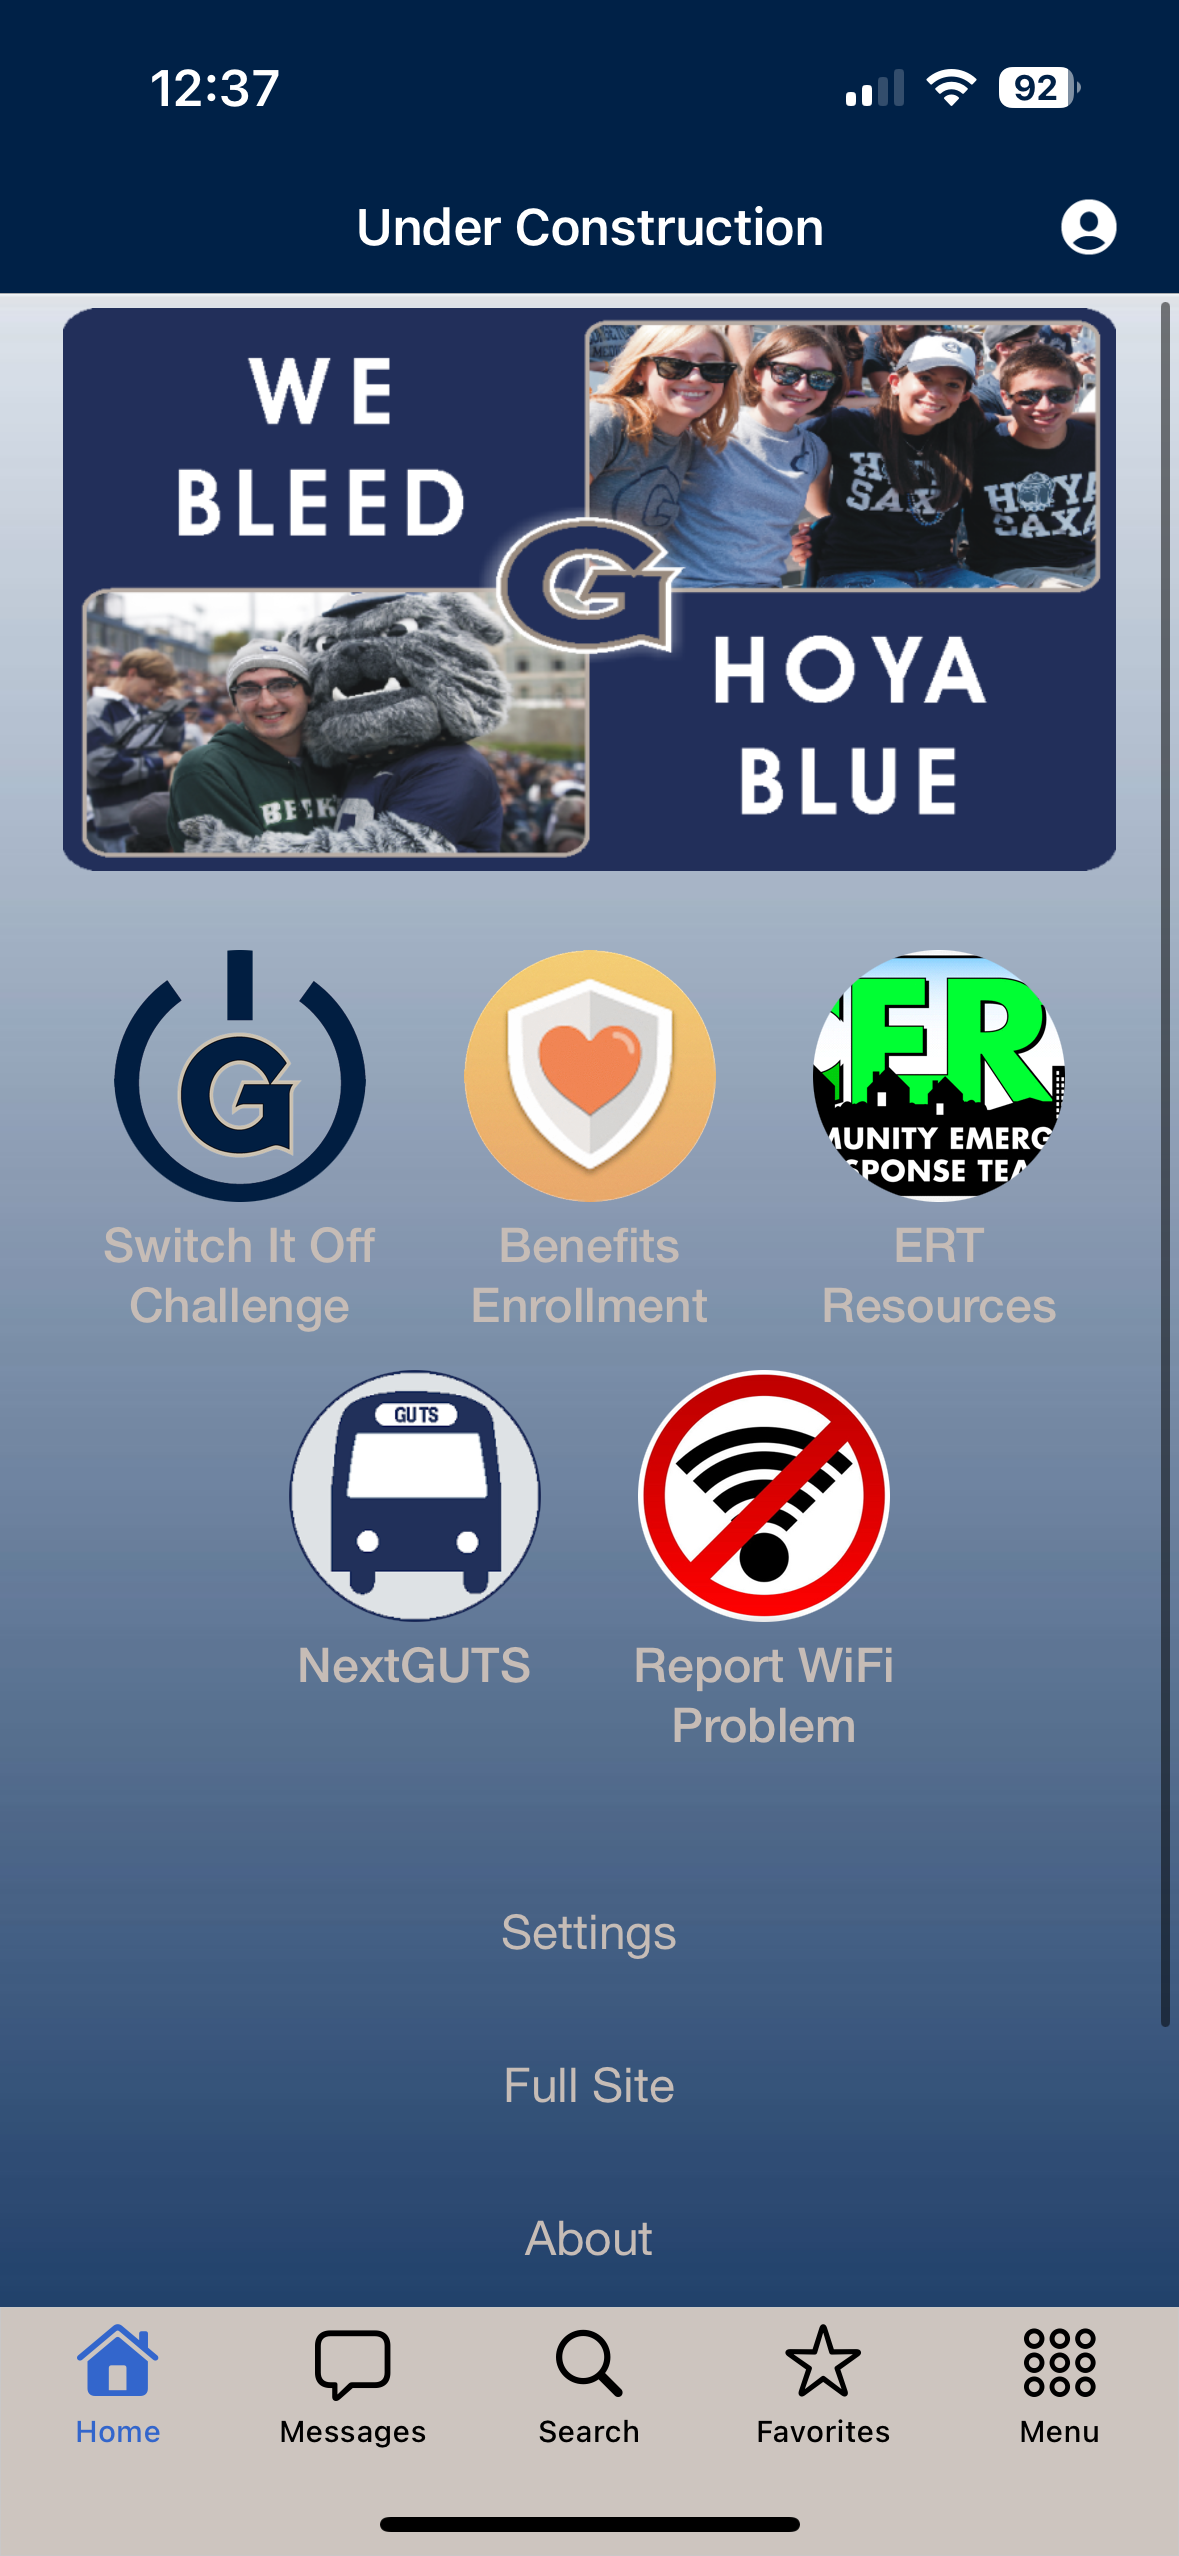 12:37
92
Under Construction
WE
BLEED
HOYA
SAXA
HOYA
SAXA
G
BECK
HOYA
BLUE
G
CER
MUNITY EMERG
SPONSE TEA
Switch It Off
Challenge
Benefits
Enrollment
ERT
Resources
GUTS
NextGUTS
Report WiFi
Problem
Settings
Full Site
About
Home
Messages
Search
Favorites
Menu